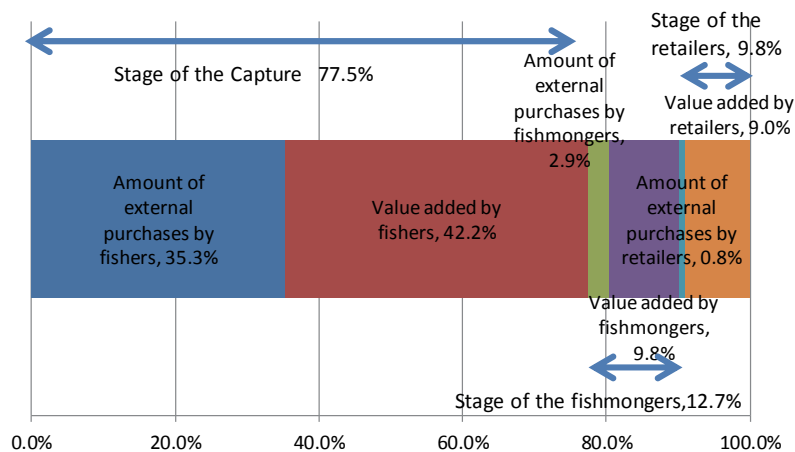 Stage of the Capture   77.5%
Stage of the
retailers, 9.8%
Amount of
external
purchases by
fishmongers,
2.9%
Value added by
retailers, 9.0%
Amount of
external
purchases by
fishers, 35.3%
Value added by
fishers, 42.2%
Amount of
external
purchases by
retailers, 0.8%
Value added by
fishmongers,
9.8%
Stage of the fishmongers,12.7%
0.0% 20.0% 40.0% 60.0% 80.0% 100.0%